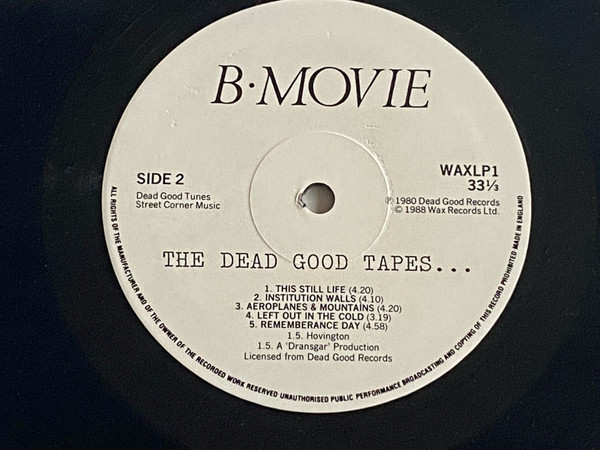 B·MOVIE
SIDE 2
Dead Good Tunes
Street Corner Music
WAXLP1
33⅓
℗ 1980 Dead Good Records
© 1988 Wax Records Ltd.
THE DEAD GOOD TAPES...
1. THIS STILL LIFE (4.20)
2. INSTITUTION WALLS (4.10)
3. AEROPLANES & MOUNTAINS (4.20)
4. LEFT OUT IN THE COLD (3.19)
5. REMEMBERANCE DAY (4.58)
1.5. Hovington
1.5. A 'Dransgar' Production
Licensed from Dead Good Records
ALL RIGHTS OF THE MANUFACTURER AND OF THE OWNER OF THE RECORDED WORK RESERVED UNAUTHORISED PUBLIC PERFORMANCE BROADCASTING AND COPYING OF THIS RECORD PROHIBITED MADE IN ENGLAND